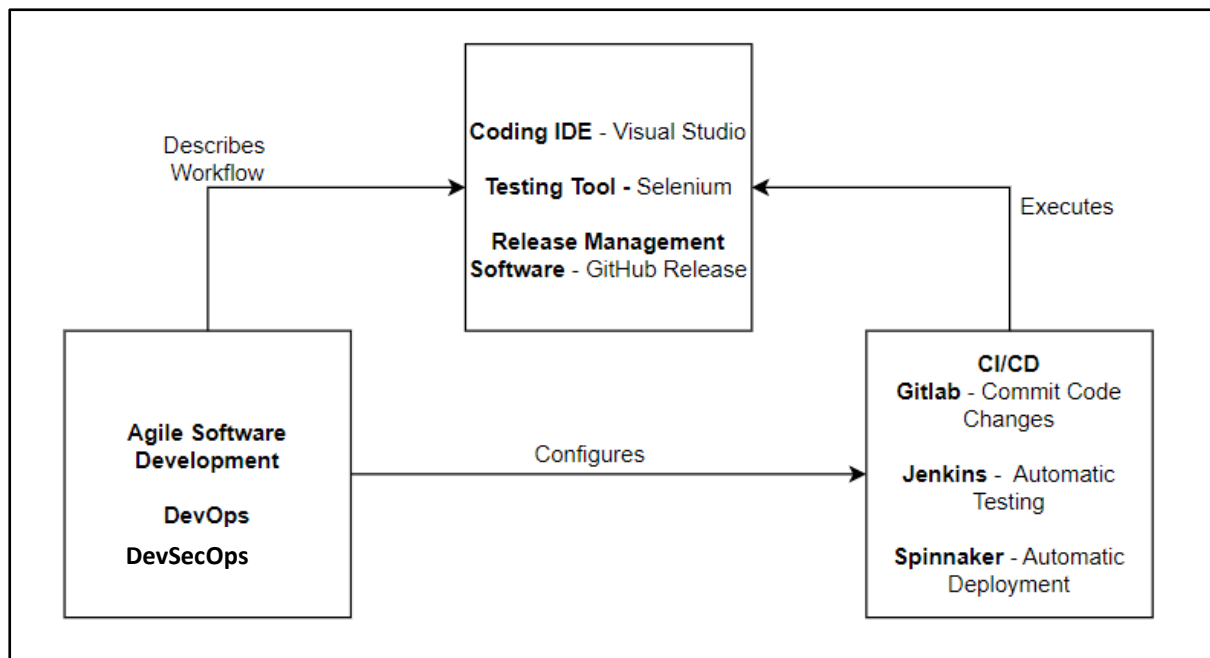 Coding IDE - Visual Studio
Testing Tool - Selenium
Release Management
Software - GitHub Release
Describes
Workflow
Executes
Agile Software
Development
DevOps
DevSecOps
Configures
CI/CD
Gitlab - Commit Code
Changes
Jenkins - Automatic
Testing
Spinnaker - Automatic
Deployment